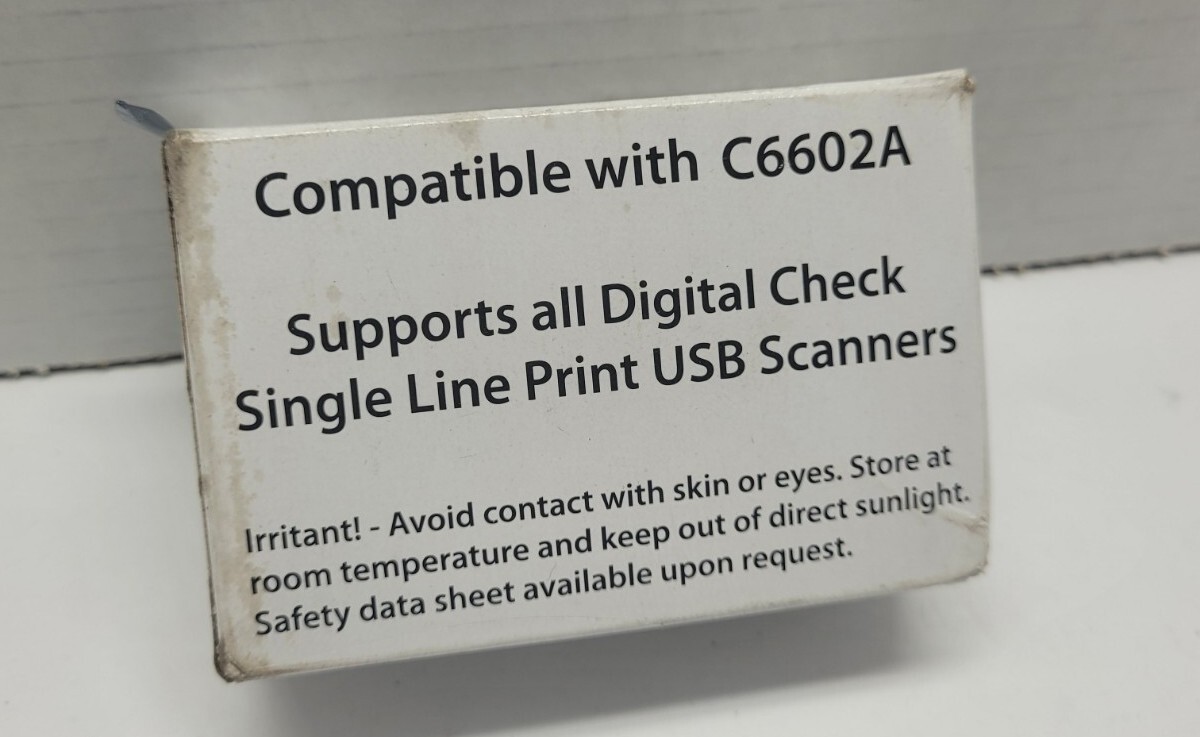 Compatible with C6602A
Supports all Digital Check
Single Line Print USB Scanners
Irritant! - Avoid contact with skin or eyes. Store at
room temperature and keep out of direct sunlight.
Safety data sheet available upon request.